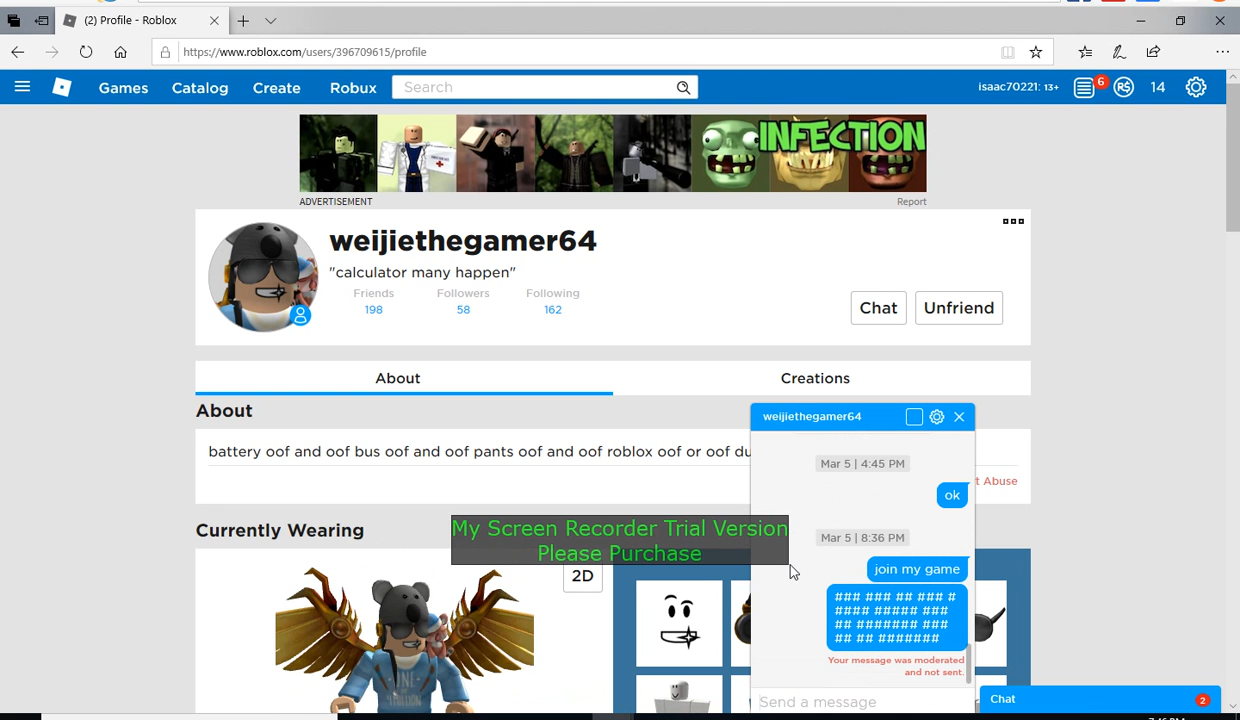 (2) Profile - Roblox
https://www.roblox.com/users/396709615/profile
Games Catalog Create Robux Search isaac70221: 13+ 6 R$ 14
INFECTION
ADVERTISEMENT Report
weijiethegamer64
"calculator many happen"
Friends Followers Following
198 58 162
Chat Unfriend
About Creations
About
weijiethegamer64
battery oof and oof bus oof and oof pants oof and oof roblox oof or oof du
Mar 5 | 4:45 PM
t Abuse
ok
Currently Wearing
My Screen Recorder Trial Version
Please Purchase
Mar 5 | 8:36 PM
join my game
2D
### ### ## ### #
#### ##### ###
## ####### ###
## ## #######
Your message was moderated
and not sent.
Send a message
Chat 2